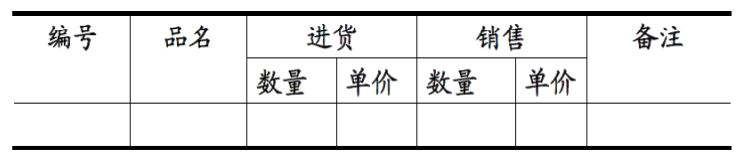 编号 品名 进货 销售 备注
数量 单价 数量 单价